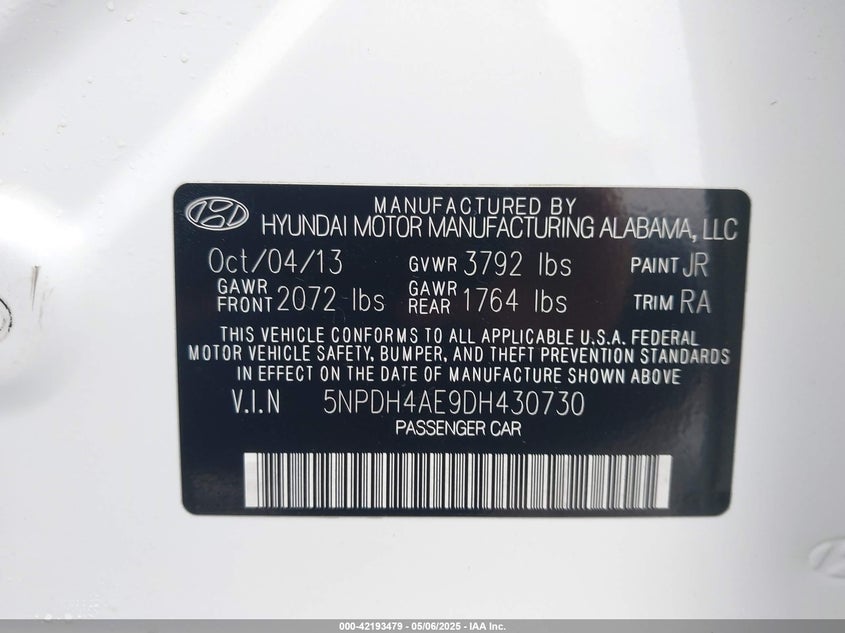 MANUFACTURED BY
HYUNDAI MOTOR MANUFACTURING ALABAMA, LLC
Oct/04/13 GVWR 3792 lbs PAINT JR
GAWR FRONT 2072 lbs GAWR REAR 1764 lbs TRIM RA
THIS VEHICLE CONFORMS TO ALL APPLICABLE U.S.A. FEDERAL
MOTOR VEHICLE SAFETY, BUMPER, AND THEFT PREVENTION STANDARDS
IN EFFECT ON THE DATE OF MANUFACTURE SHOWN ABOVE
V.I.N 5NPDH4AE9DH430730
PASSENGER CAR
000-42193479 - 05/06/2025 - IAA Inc.